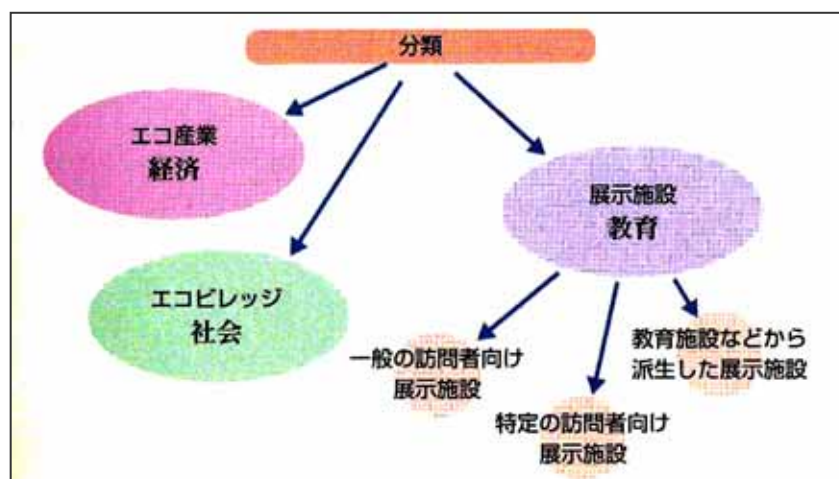 分類
エコ産業
経済
エコビレッジ
社会
展示施設
教育
一般の訪問者向け
展示施設
特定の訪問者向け
展示施設
教育施設などから
派生した展示施設